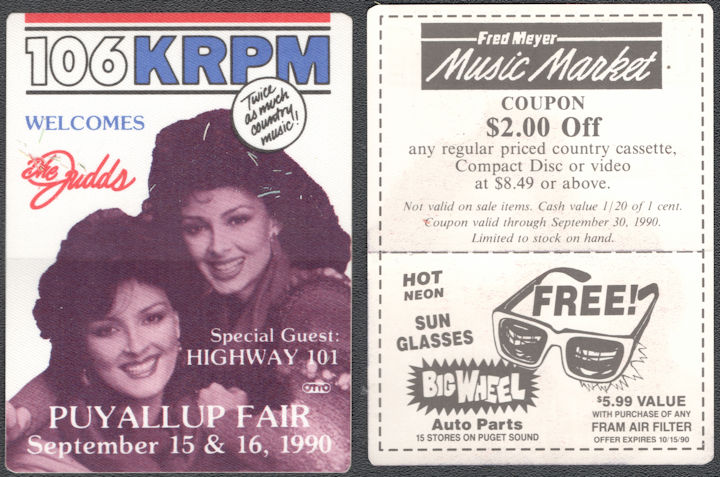 106 KRPM
Twice
as much
country
music!!
WELCOMES
The Judds
Special Guest:
HIGHWAY 101
OTTO
PUYALLUP FAIR
September 15 & 16, 1990
Fred Meyer
Music Market
COUPON
$2.00 Off
any regular priced country cassette,
Compact Disc or video
at $8.49 or above.
Not valid on sale items. Cash value 1/20 of 1 cent.
Coupon valid through September 30, 1990.
Limited to stock on hand.
HOT
NEON
SUN
GLASSES
FREE!
BIG WHEEL
Auto Parts
15 STORES ON PUGET SOUND
$5.99 VALUE
WITH PURCHASE OF ANY
FRAM AIR FILTER
OFFER EXPIRES 10/15/90